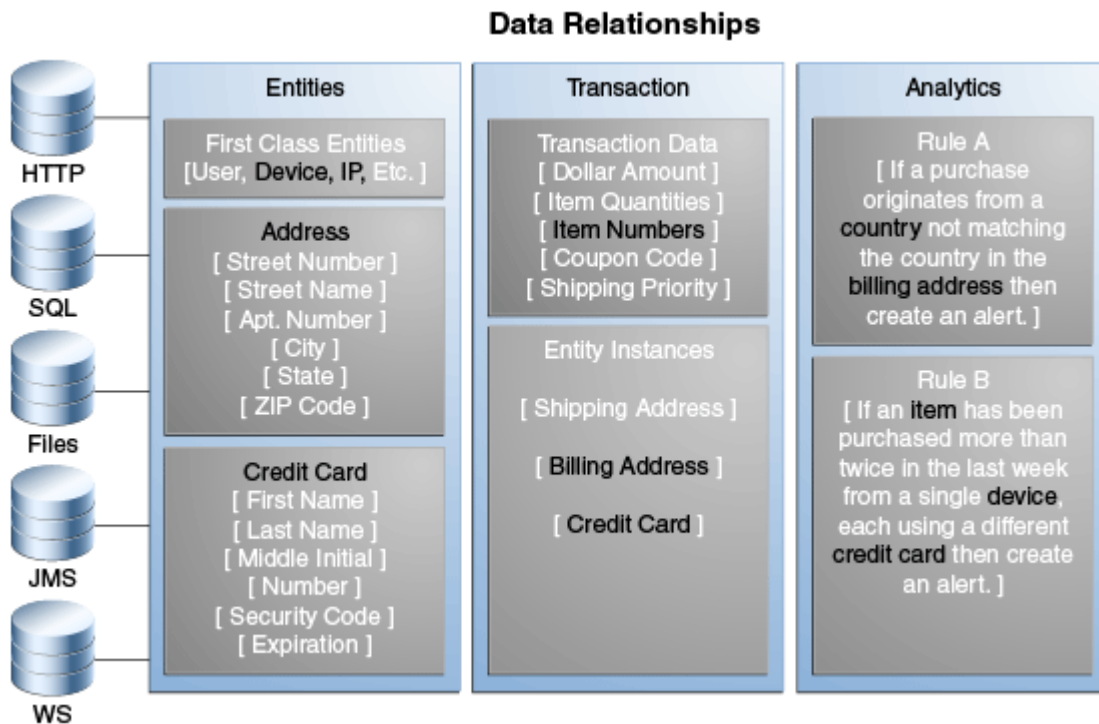 Data Relationships
HTTP
SQL
Files
JMS
WS
Entities
First Class Entities
[User, Device, IP, Etc. ]
Address
[ Street Number ]
[ Street Name ]
[ Apt. Number ]
[ City ]
[ State ]
[ ZIP Code ]
Credit Card
[ First Name ]
[ Last Name ]
[ Middle Initial ]
[ Number ]
[ Security Code ]
[ Expiration ]
Transaction
Transaction Data
[ Dollar Amount ]
[ Item Quantities ]
[ Item Numbers ]
[ Coupon Code ]
[ Shipping Priority ]
Entity Instances
[ Shipping Address ]
[ Billing Address ]
[ Credit Card ]
Analytics
Rule A
[ If a purchase
originates from a
country not matching
the country in the
billing address then
create an alert. ]
Rule B
[ If an item has been
purchased more than
twice in the last week
from a single device,
each using a different
credit card then create
an alert. ]